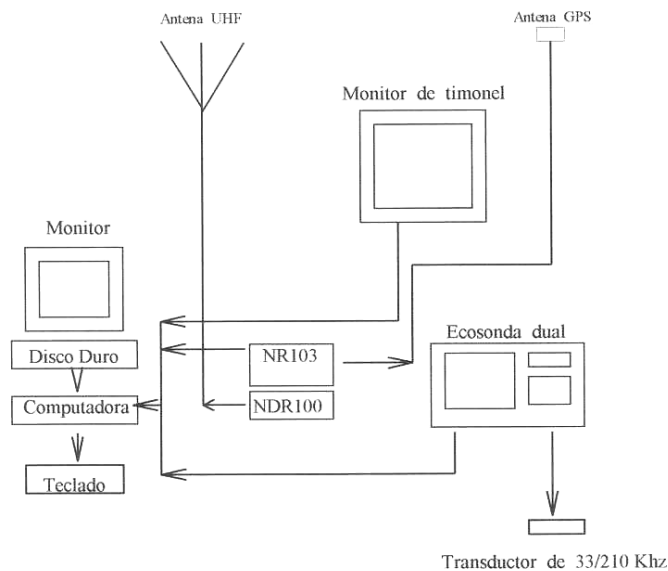 Antena UHF
Antena GPS
Monitor de timonel
Monitor
Ecosonda dual
Disco Duro
NR103
Computadora
NDR100
Teclado
Transductor de 33/210 Khz